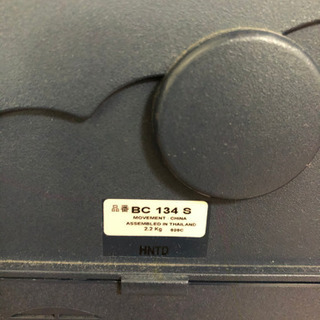 品番 BC 134 S
MOVEMENT : CHINA
ASSEMBLED IN THAILAND
2.2 Kg
HNTD